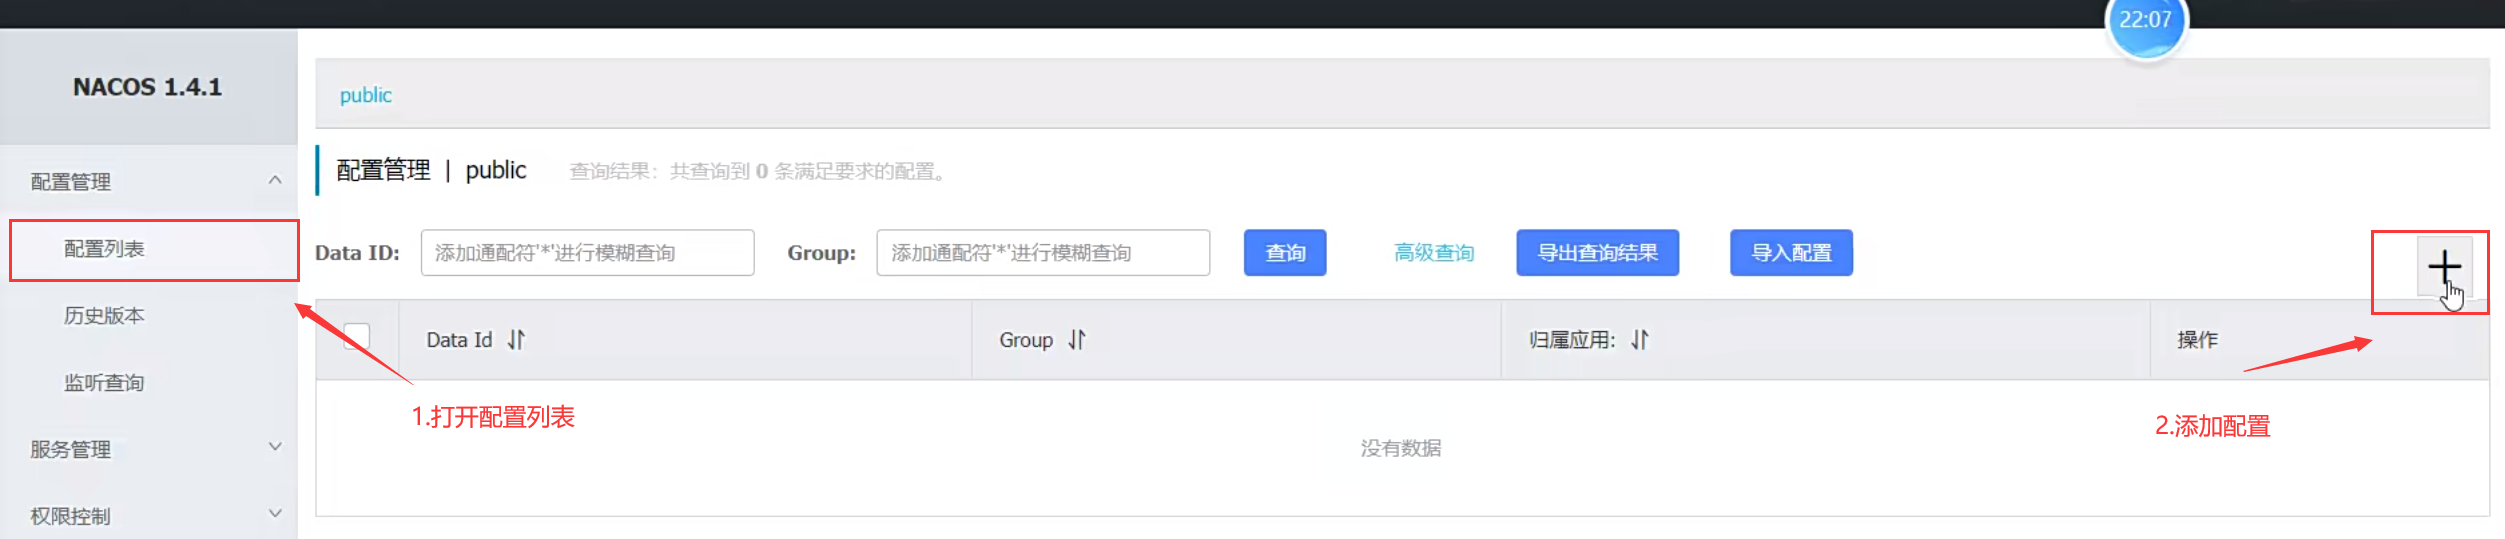 22:07
NACOS 1.4.1
public
配置管理
配置管理 | public 查询结果：共查询到 0 条满足要求的配置。
配置列表
Data ID: 添加通配符'*'进行模糊查询 Group: 添加通配符'*'进行模糊查询 查询 高级查询 导出查询结果 导入配置
历史版本
Data Id Group 归属应用: 操作
监听查询
1.打开配置列表
2.添加配置
服务管理
没有数据
权限控制